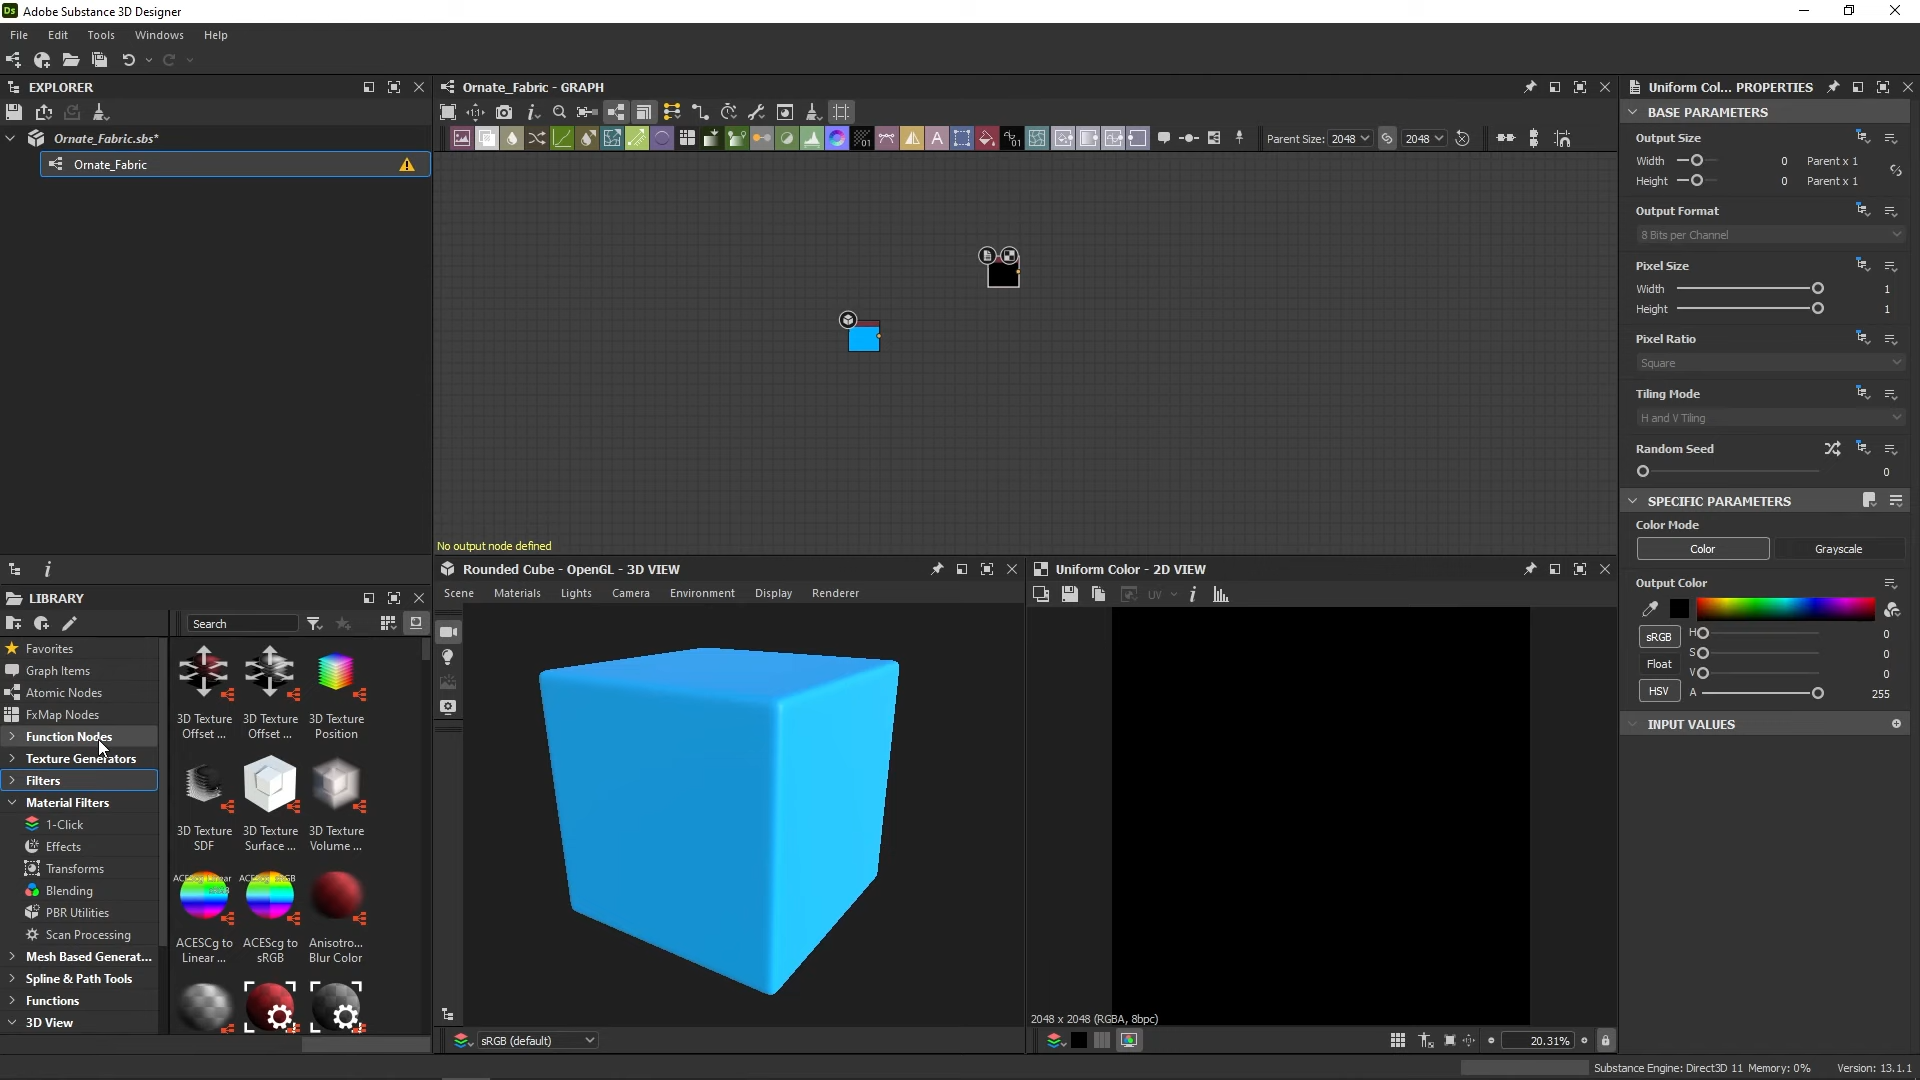 Ds Adobe Substance 3D Designer
File Edit Tools Windows Help
EXPLORER
Ornate_Fabric.sbs*
Ornate_Fabric
Ornate_Fabric - GRAPH
Parent Size: 2048 2048
No output node defined
LIBRARY
Search
Favorites
Graph Items
Atomic Nodes
FxMap Nodes
Function Nodes
Texture Generators
Filters
Material Filters
1-Click
Effects
Transforms
Blending
PBR Utilities
Scan Processing
Mesh Based Generat...
Spline & Path Tools
Functions
3D View
3D Texture Offset ...
3D Texture Offset ...
3D Texture Position
3D Texture SDF
3D Texture Surface ...
3D Texture Volume ...
ACESCg to Linear ...
ACEScg to sRGB
Anisotro... Blur Color
Rounded Cube - OpenGL - 3D VIEW
Scene Materials Lights Camera Environment Display Renderer
sRGB (default)
Uniform Color - 2D VIEW
UV
2048 x 2048 (RGBA, 8bpc)
20.31%
Uniform Col... PROPERTIES
BASE PARAMETERS
Output Size
Width 0 Parent x 1
Height 0 Parent x 1
Output Format
8 Bits per Channel
Pixel Size
Width 1
Height 1
Pixel Ratio
Square
Tiling Mode
H and V Tiling
Random Seed
0
SPECIFIC PARAMETERS
Color Mode
Color Grayscale
Output Color
sRGB H 0
S 0
Float V 0
HSV A 255
INPUT VALUES
Substance Engine: Direct3D 11 Memory: 0% Version: 13.1.1